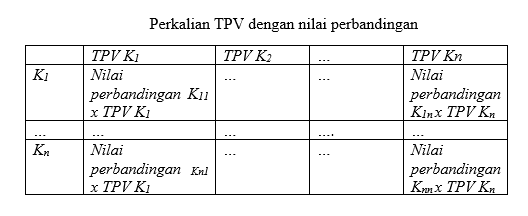 Perkalian TPV dengan nilai perbandingan
TPV K1 TPV K2 ... TPV Kn
K1 Nilai perbandingan K11 x TPV K1 ... ... Nilai perbandingan K1n x TPV Kn
... ... ... .... ...
Kn Nilai perbandingan Kn1 x TPV K1 ... ... Nilai perbandingan Knn x TPV Kn